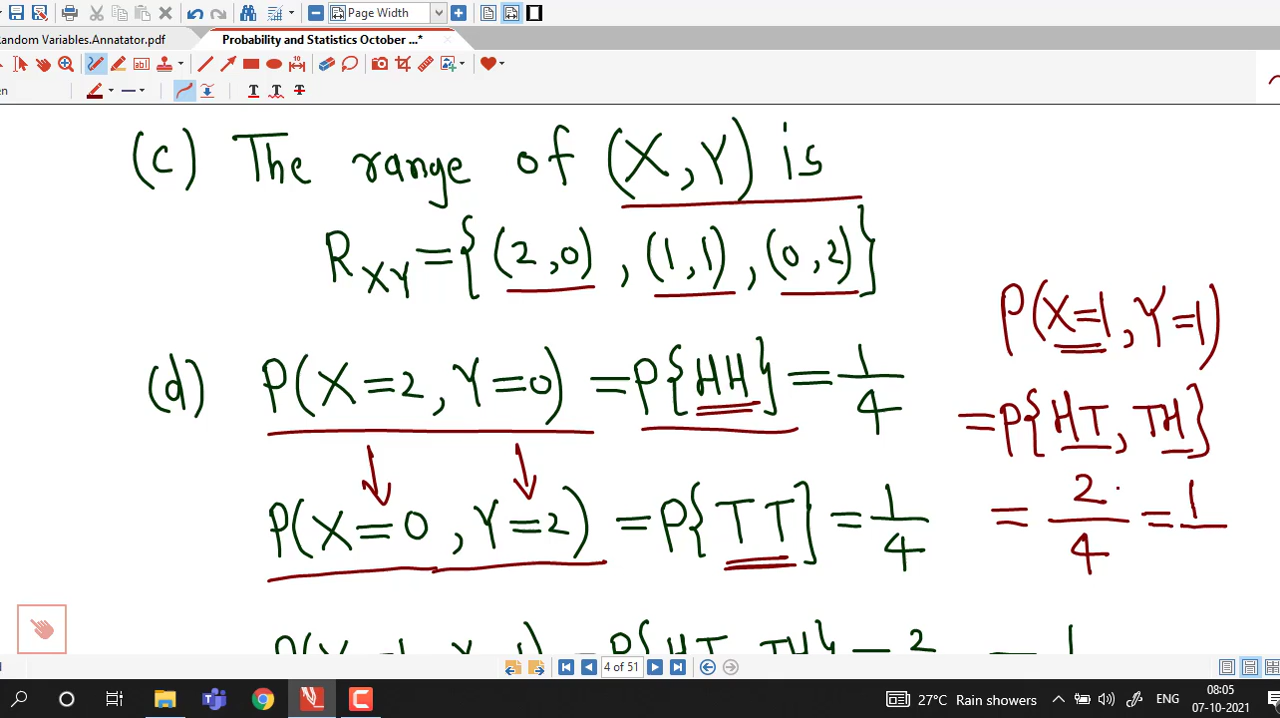 Page Width
andom Variables.Annatator.pdf
Probability and Statistics October ...*
en
(c) The range of (X,Y) is
R_XY = {(2,0), (1,1), (0,2)}
P(X=1, Y=1)
(d) P(X=2, Y=0) = P{HH} = 1/4
= P{HT, TH}
P(X=0, Y=2) = P{TT} = 1/4
= 2/4 = 1
4 of 51
27°C Rain showers
ENG
08:05
07-10-2021